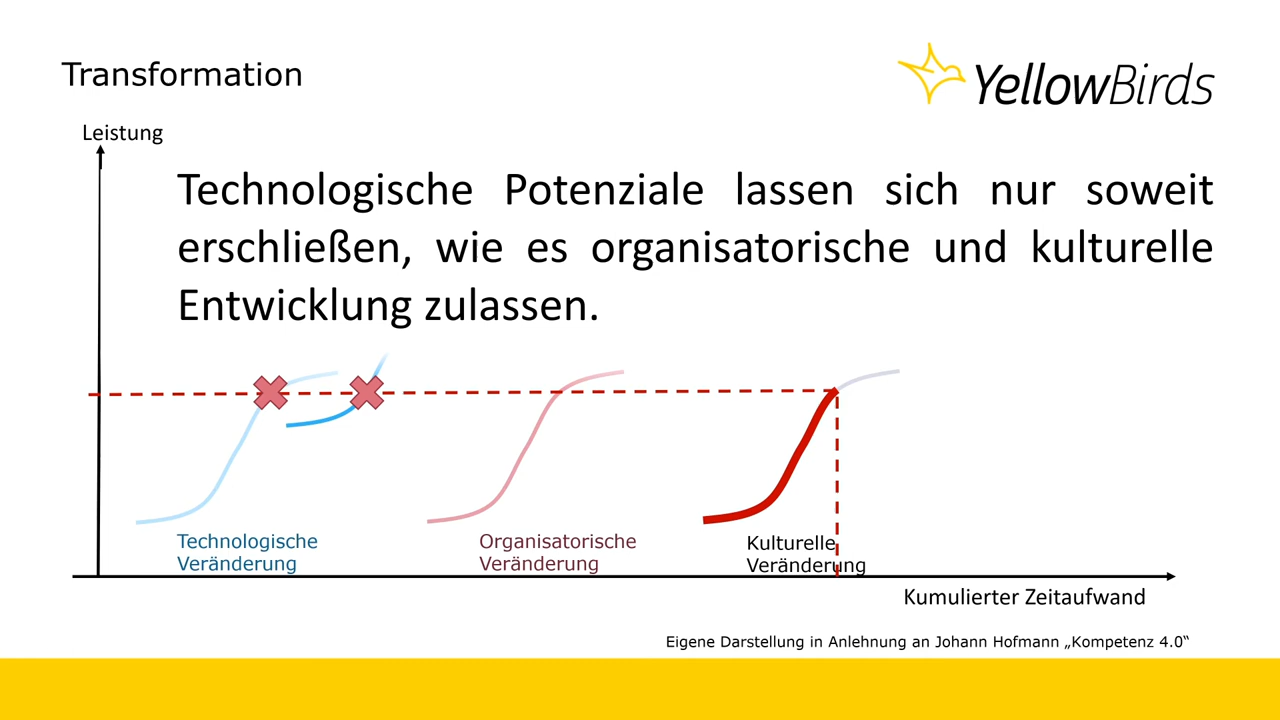 Transformation
YellowBirds
Leistung
Technologische Potenziale lassen sich nur soweit
erschließen, wie es organisatorische und kulturelle
Entwicklung zulassen.
Technologische
Veränderung
Organisatorische
Veränderung
Kulturelle
Veränderung
Kumulierter Zeitaufwand
Eigene Darstellung in Anlehnung an Johann Hofmann „Kompetenz 4.0“